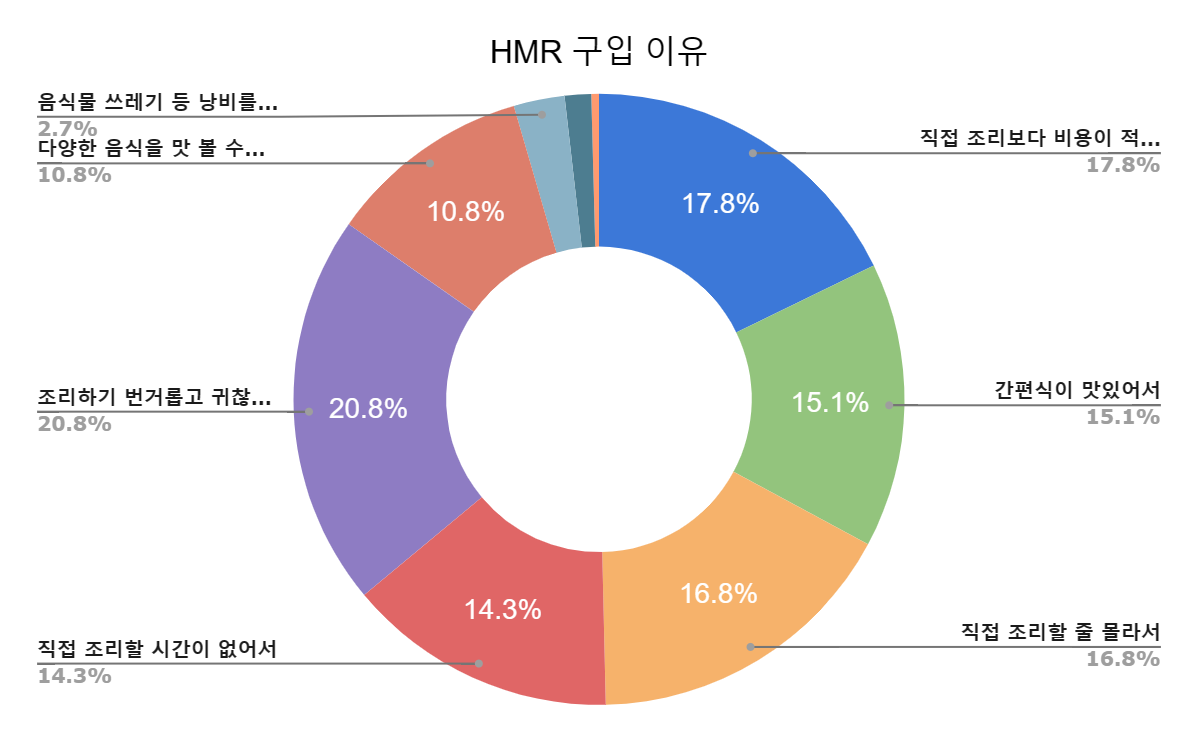 HMR 구입 이유
음식물 쓰레기 등 낭비를...
2.7%
다양한 음식을 맛 볼 수...
10.8%
조리하기 번거롭고 귀찮...
20.8%
직접 조리할 시간이 없어서
14.3%
직접 조리보다 비용이 적...
17.8%
간편식이 맛있어서
15.1%
직접 조리할 줄 몰라서
16.8%
17.8%
15.1%
16.8%
14.3%
20.8%
10.8%